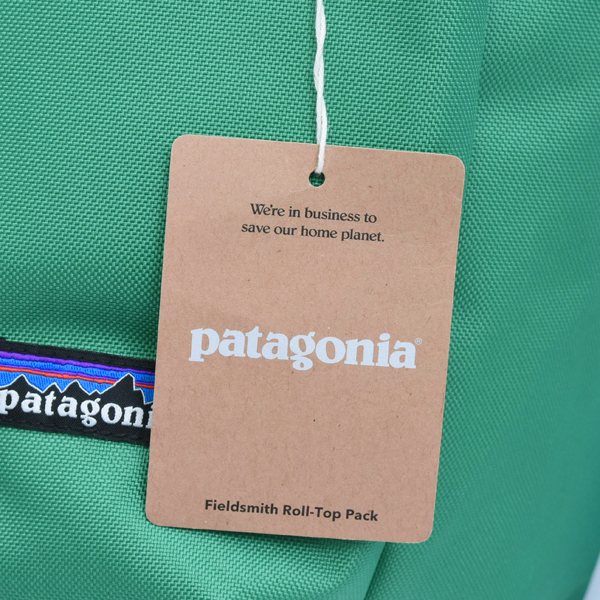 We're in business to
save our home planet.
patagonia®
patagoni
Fieldsmith Roll-Top Pack